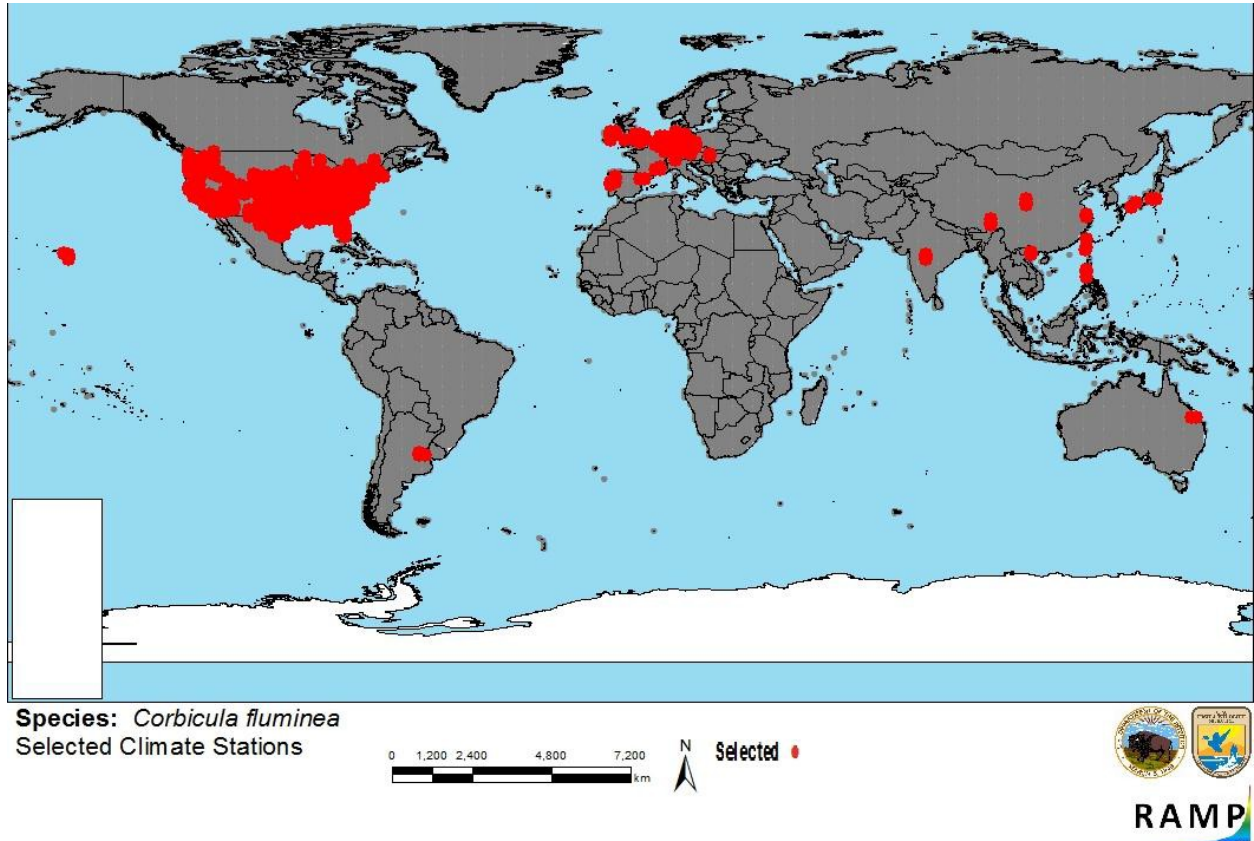 Species: Corbicula fluminea
Selected Climate Stations
0 1,200 2,400 4,800 7,200
km
N
Selected
RAMP